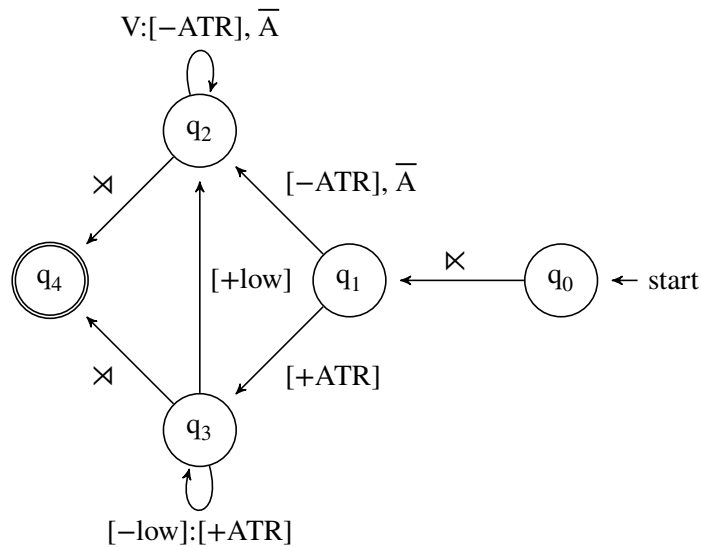 V:[−ATR], A̅
q₂
⋊
[−ATR], A̅
q₄
[+low]
q₁
⋉
q₀
start
⋊
[+ATR]
q₃
[−low]:[+ATR]